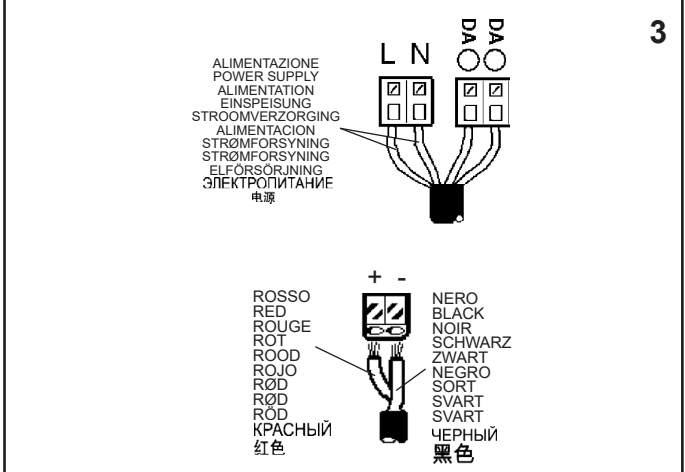 3
L N DA DA
ALIMENTAZIONE
POWER SUPPLY
ALIMENTATION
EINSPEISUNG
STROOMVERZORGING
ALIMENTACION
STRØMFORSYNING
STRØMFORSYNING
ELFÖRSÖRJNING
ЭЛЕКТРОПИТАНИЕ
电源
+ -
ROSSO
RED
ROUGE
ROT
ROOD
ROJO
RØD
RØD
RÖD
КРАСНЫЙ
红色
NERO
BLACK
NOIR
SCHWARZ
ZWART
NEGRO
SORT
SVART
SVART
ЧЕРНЫЙ
黑色